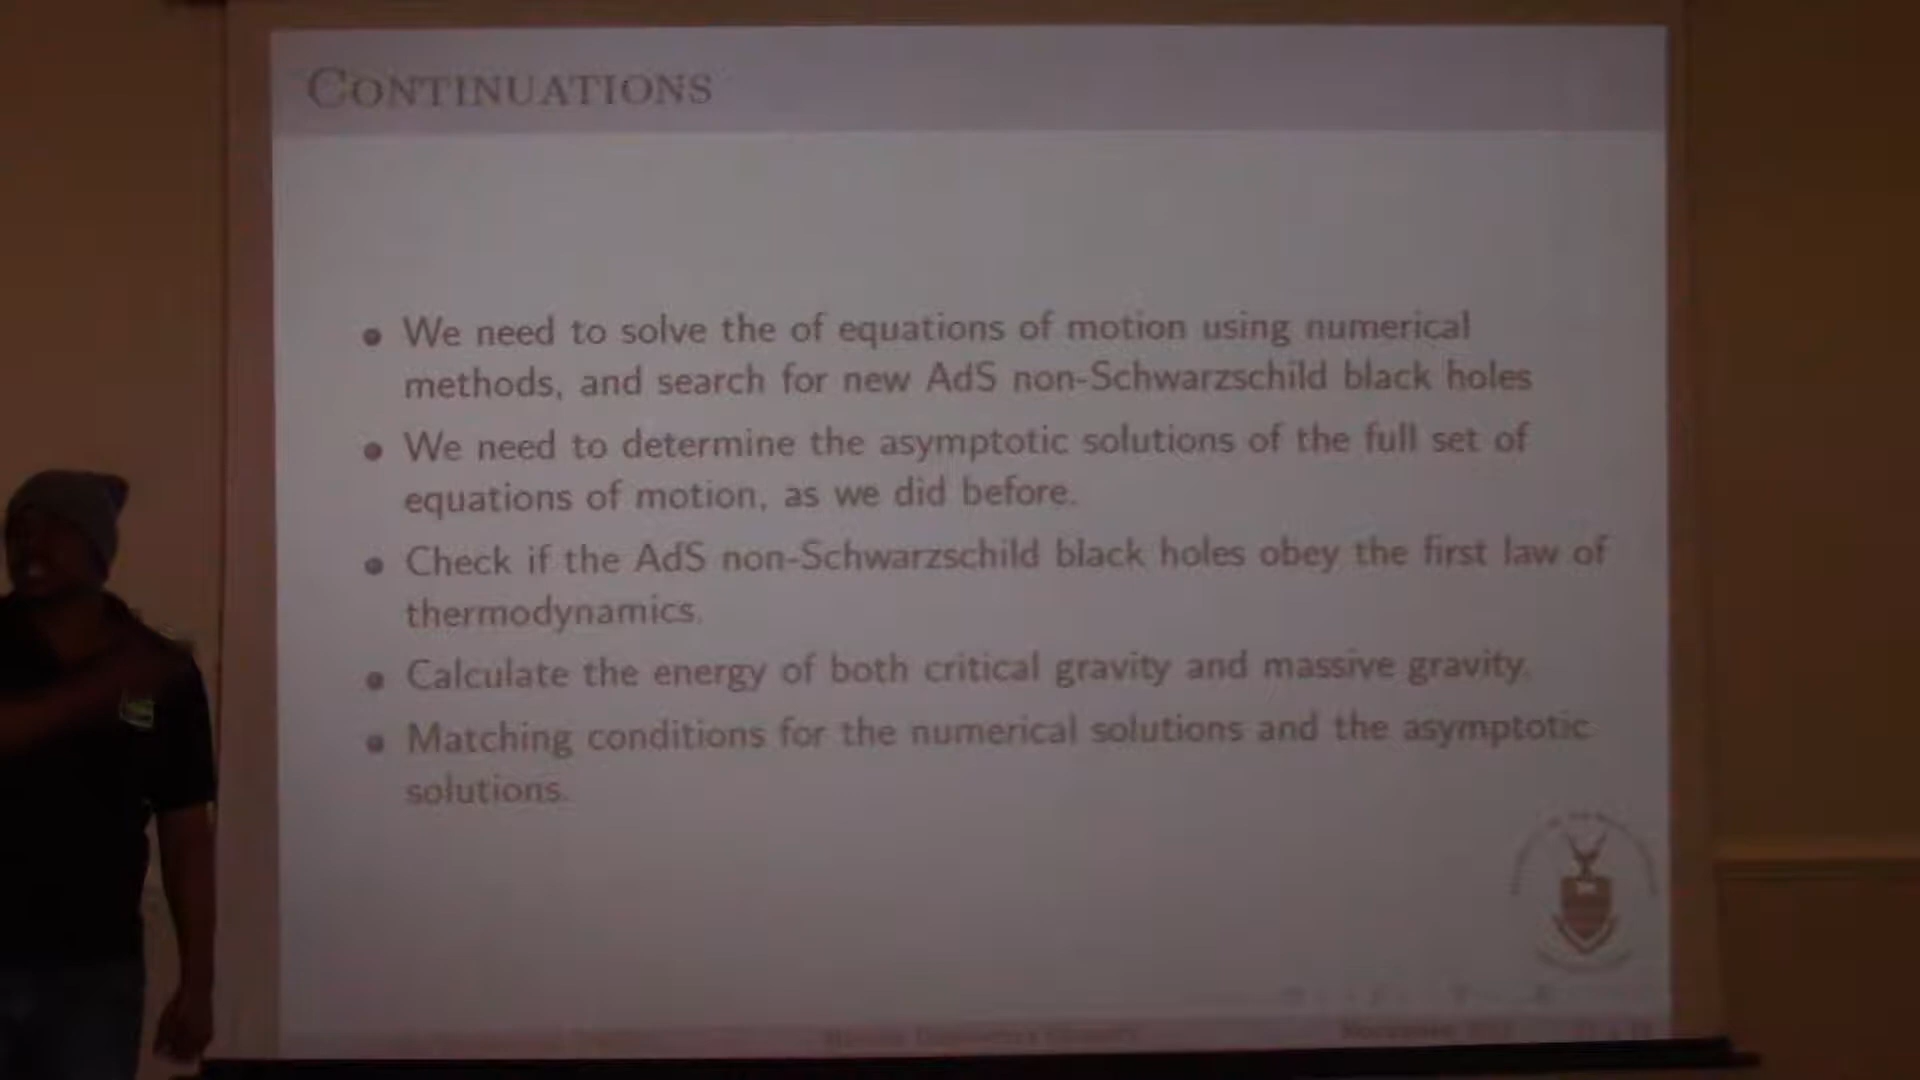 CONTINUATIONS
We need to solve the of equations of motion using numerical
methods, and search for new AdS non-Schwarzschild black holes
We need to determine the asymptotic solutions of the full set of
equations of motion, as we did before.
Check if the AdS non-Schwarzschild black holes obey the first law of
thermodynamics.
Calculate the energy of both critical gravity and massive gravity.
Matching conditions for the numerical solutions and the asymptotic
solutions.